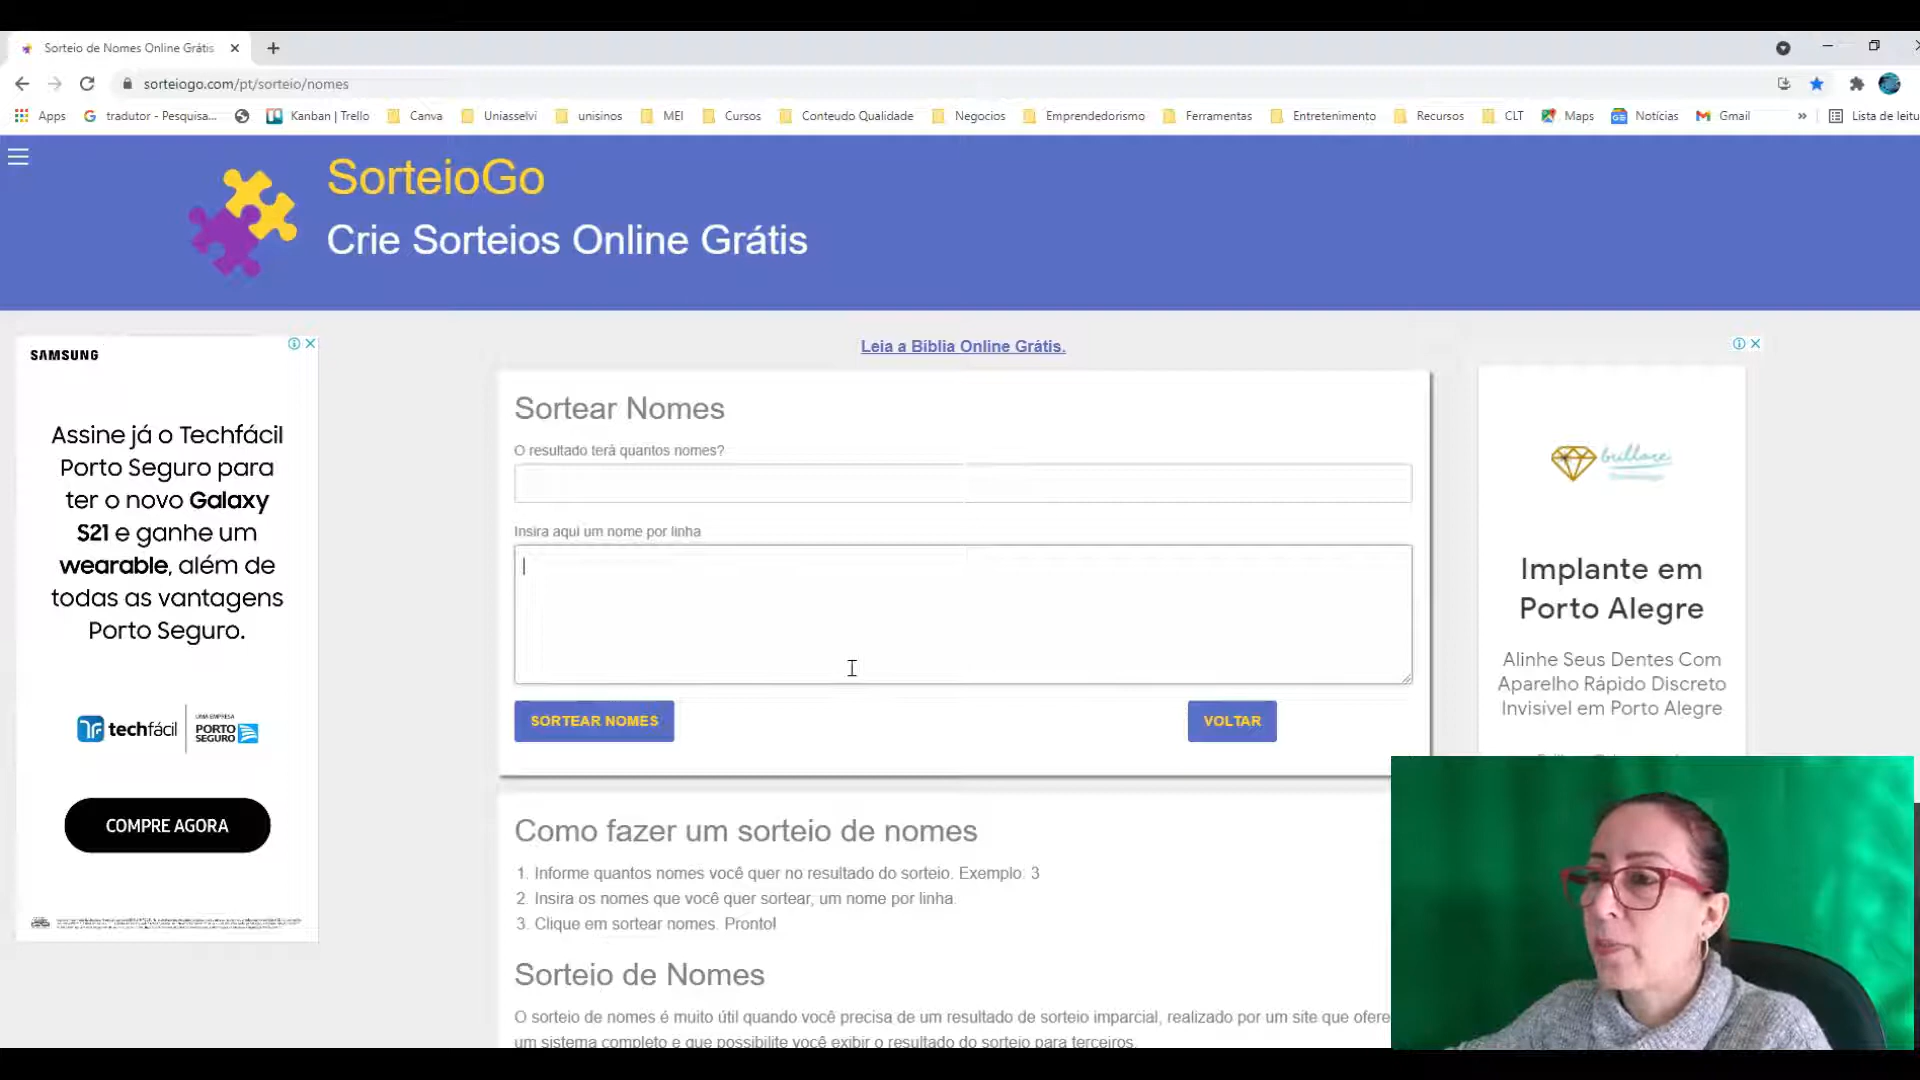 Sorteio de Nomes Online Grátis
sorteiogo.com/pt/sorteio/nomes
Apps
tradutor - Pesquisa...
Kanban | Trello
Canva
Uniasselvi
unisinos
MEI
Cursos
Conteudo Qualidade
Negocios
Emprendedorismo
Ferramentas
Entretenimento
Recursos
CLT
Maps
Notícias
Gmail
»
Lista de leitu
SorteioGo
Crie Sorteios Online Grátis
SAMSUNG
Assine já o Techfácil
Porto Seguro para
ter o novo Galaxy
S21 e ganhe um
wearable, além de
todas as vantagens
Porto Seguro.
techfácil
UMA EMPRESA
PORTO
SEGURO
COMPRE AGORA
Leia a Bíblia Online Grátis.
Sortear Nomes
O resultado terá quantos nomes?
Insira aqui um nome por linha
SORTEAR NOMES
VOLTAR
Como fazer um sorteio de nomes
1. Informe quantos nomes você quer no resultado do sorteio. Exemplo: 3
2. Insira os nomes que você quer sortear, um nome por linha.
3. Clique em sortear nomes. Pronto!
Sorteio de Nomes
O sorteio de nomes é muito útil quando você precisa de um resultado de sorteio imparcial, realizado por um site que ofere
um sistema completo e que possibilite você exibir o resultado do sorteio para terceiros.
brillare
Implante em
Porto Alegre
Alinhe Seus Dentes Com
Aparelho Rápido Discreto
Invisível em Porto Alegre